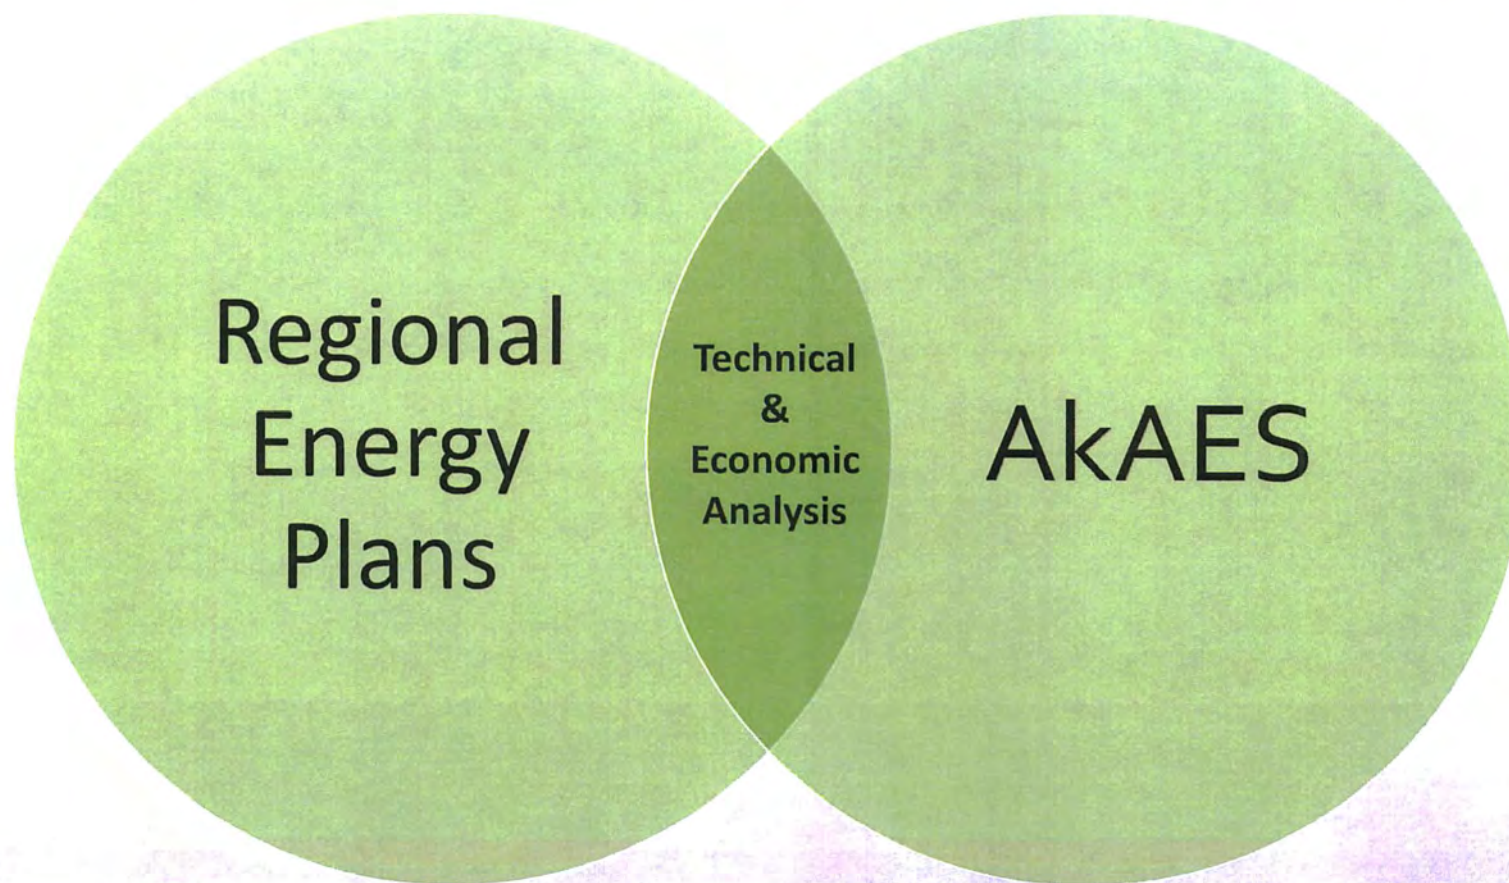 Regional
Energy
Plans
Technical
&
Economic
Analysis
AkAES